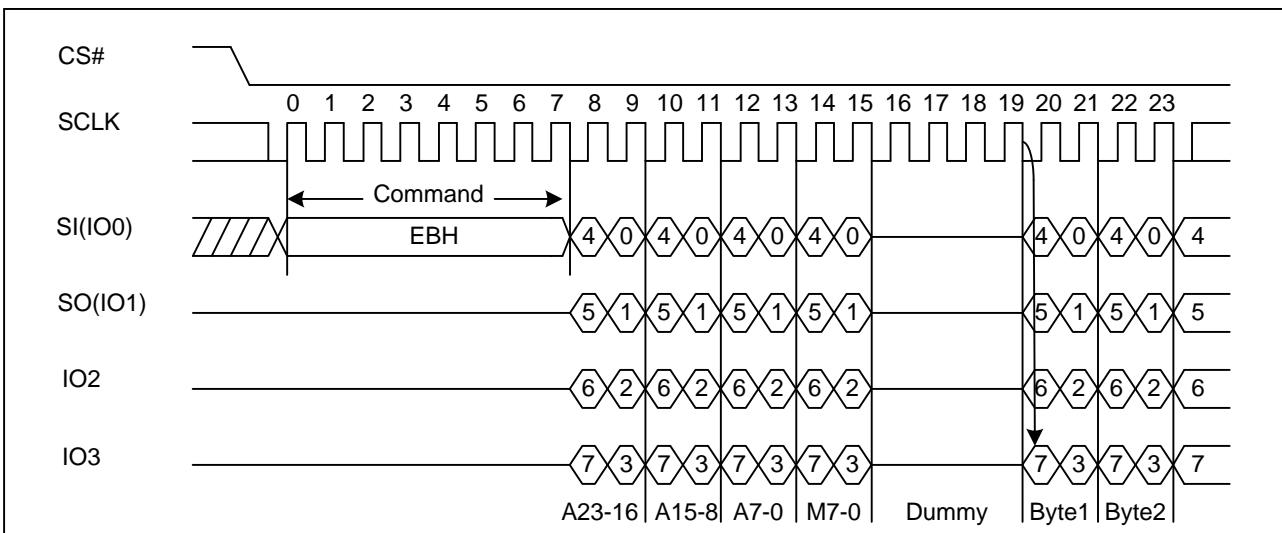 CS#
0 1 2 3 4 5 6 7 8 9 10 11 12 13 14 15 16 17 18 19 20 21 22 23
SCLK
Command
SI(IO0) EBH 4 0 4 0 4 0 4 0 4 0 4 0 4
SO(IO1) 5 1 5 1 5 1 5 1 5 1 5 1 5
IO2 6 2 6 2 6 2 6 2 6 2 6 2 6
IO3 7 3 7 3 7 3 7 3 7 3 7 3 7
A23-16 A15-8 A7-0 M7-0 Dummy Byte1 Byte2